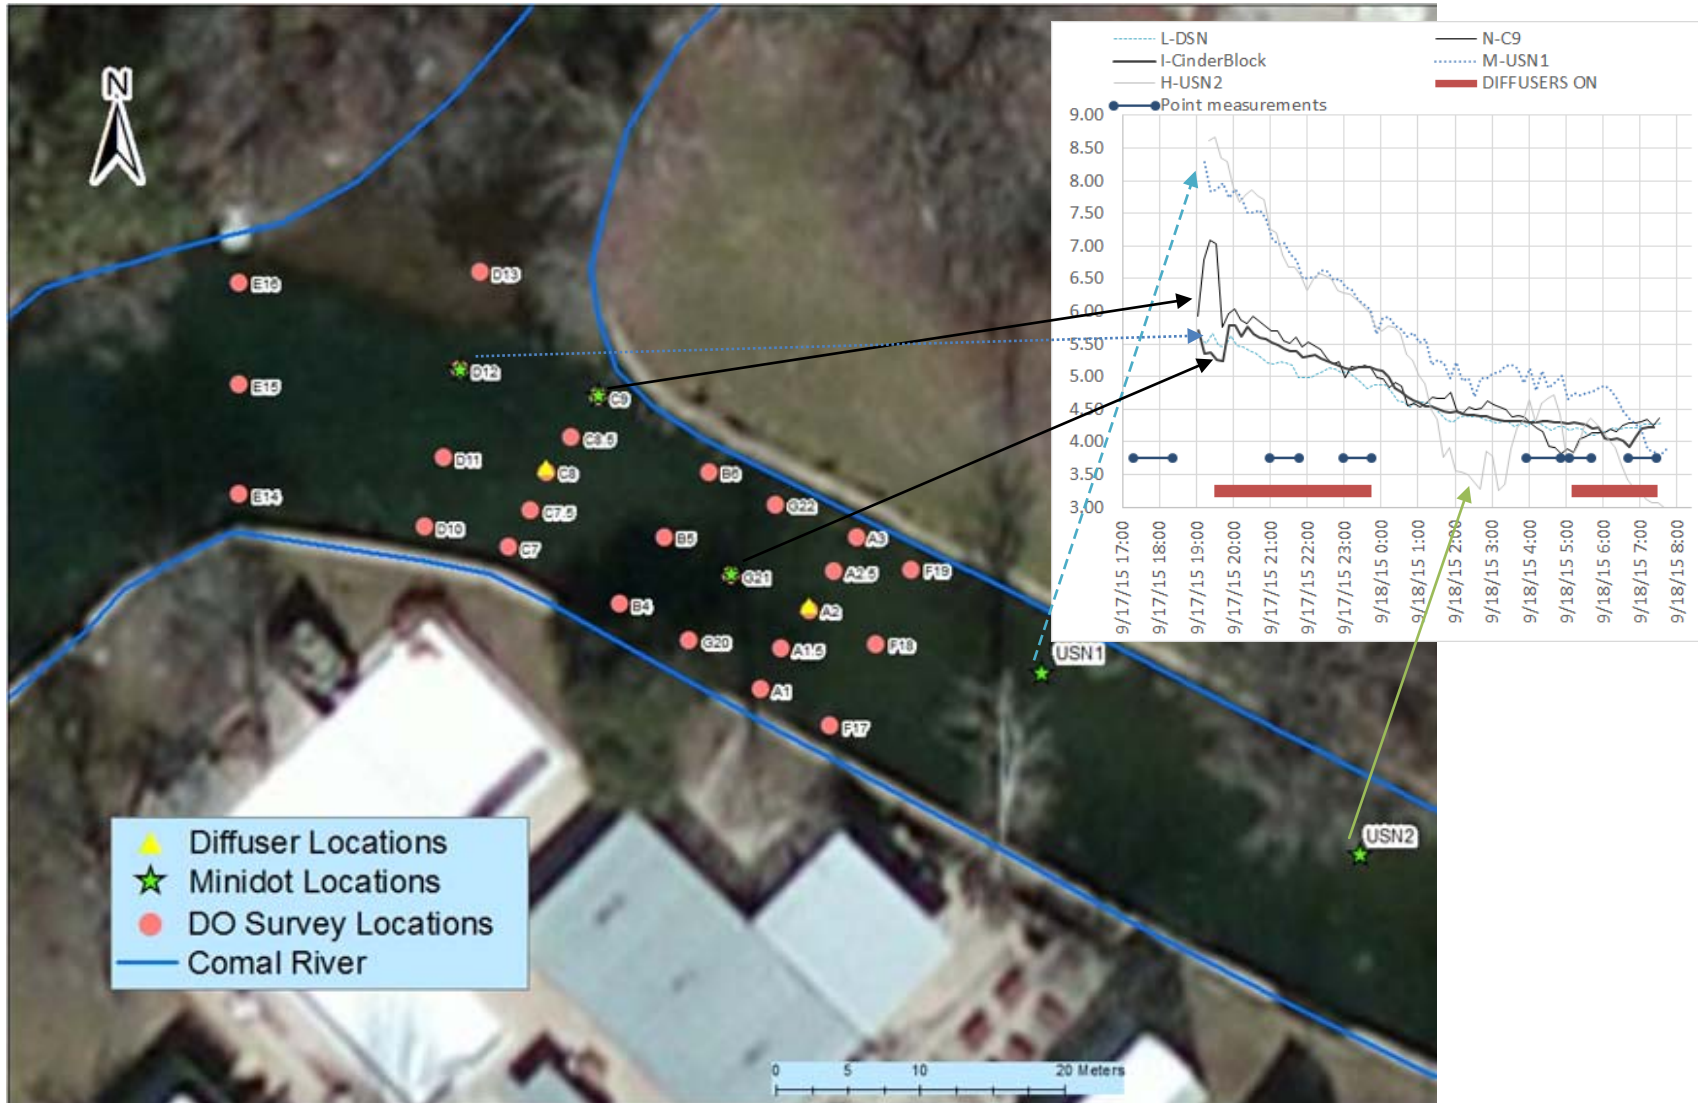 N
L-DSN
N-C9
I-CinderBlock
M-USN1
H-USN2
DIFFUSERS ON
Point measurements
9.00
8.50
8.00
7.50
7.00
6.50
6.00
5.50
5.00
4.50
4.00
3.50
3.00
9/17/15 17:00
9/17/15 18:00
9/17/15 19:00
9/17/15 20:00
9/17/15 21:00
9/17/15 22:00
9/17/15 23:00
9/18/15 0:00
9/18/15 1:00
9/18/15 2:00
9/18/15 3:00
9/18/15 4:00
9/18/15 5:00
9/18/15 6:00
9/18/15 7:00
9/18/15 8:00
E16
D13
D12
E15
C9
C8.5
D11
C8
B6
E14
C7.5
G22
D10
C7
B5
A3
G21
A2.5
F19
B4
A2
G20
A1.5
F18
USN1
A1
F17
USN2
Diffuser Locations
Minidot Locations
DO Survey Locations
Comal River
0 5 10 20 Meters